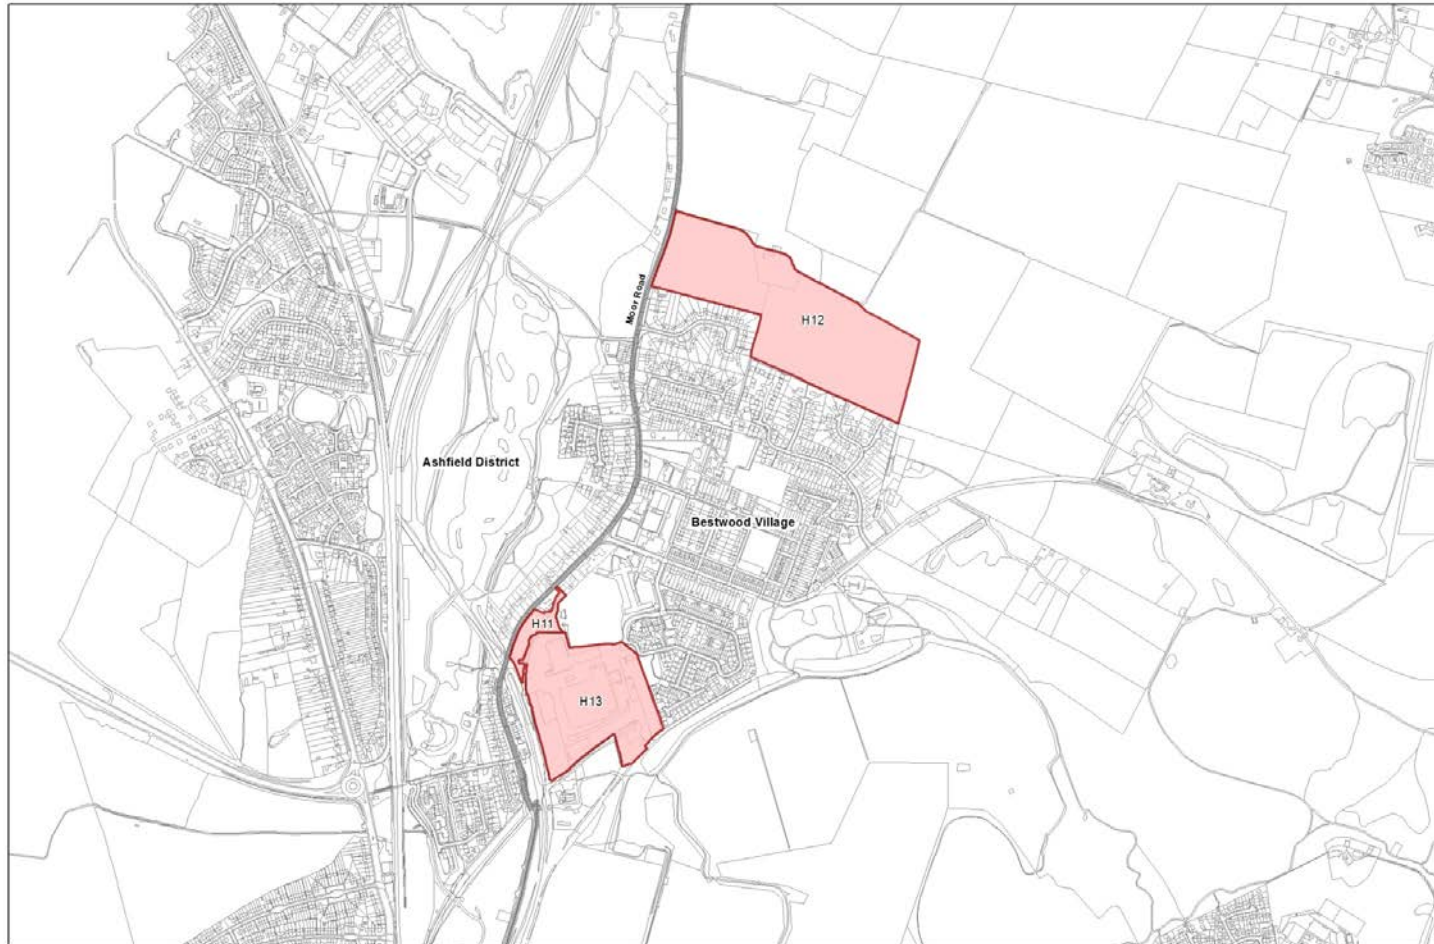 Moor Road
H12
Ashfield District
Bestwood Village
H11
H13